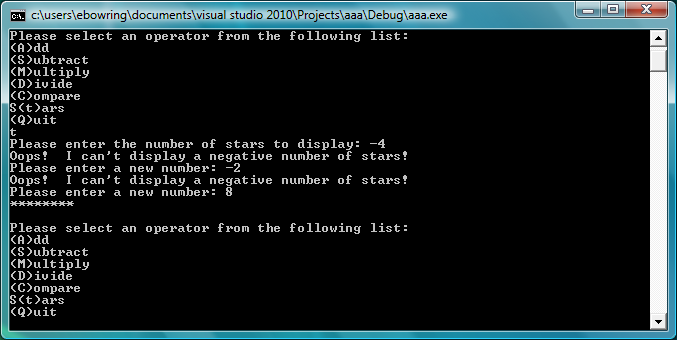 c:\users\ebowring\documents\visual studio 2010\Projects\aaa\Debug\aaa.exe
Please select an operator from the following list:
(A)dd
(S)ubtract
(M)ultiply
(D)ivide
(C)ompare
S(t)ars
(Q)uit
t
Please enter the number of stars to display: -4
Oops!  I can't display a negative number of stars!
Please enter a new number: -2
Oops!  I can't display a negative number of stars!
Please enter a new number: 8
********
Please select an operator from the following list:
(A)dd
(S)ubtract
(M)ultiply
(D)ivide
(C)ompare
S(t)ars
(Q)uit